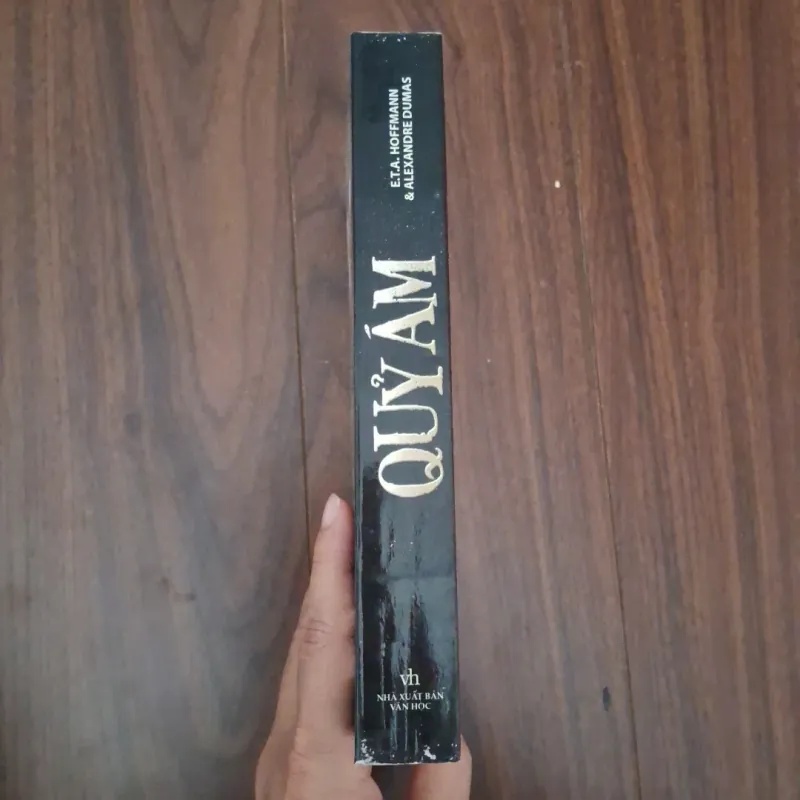 E.T.A. HOFFMANN
& ALEXANDRE DUMAS
QUỶ ÁM
vh
NHÀ XUẤT BẢN
VĂN HỌC